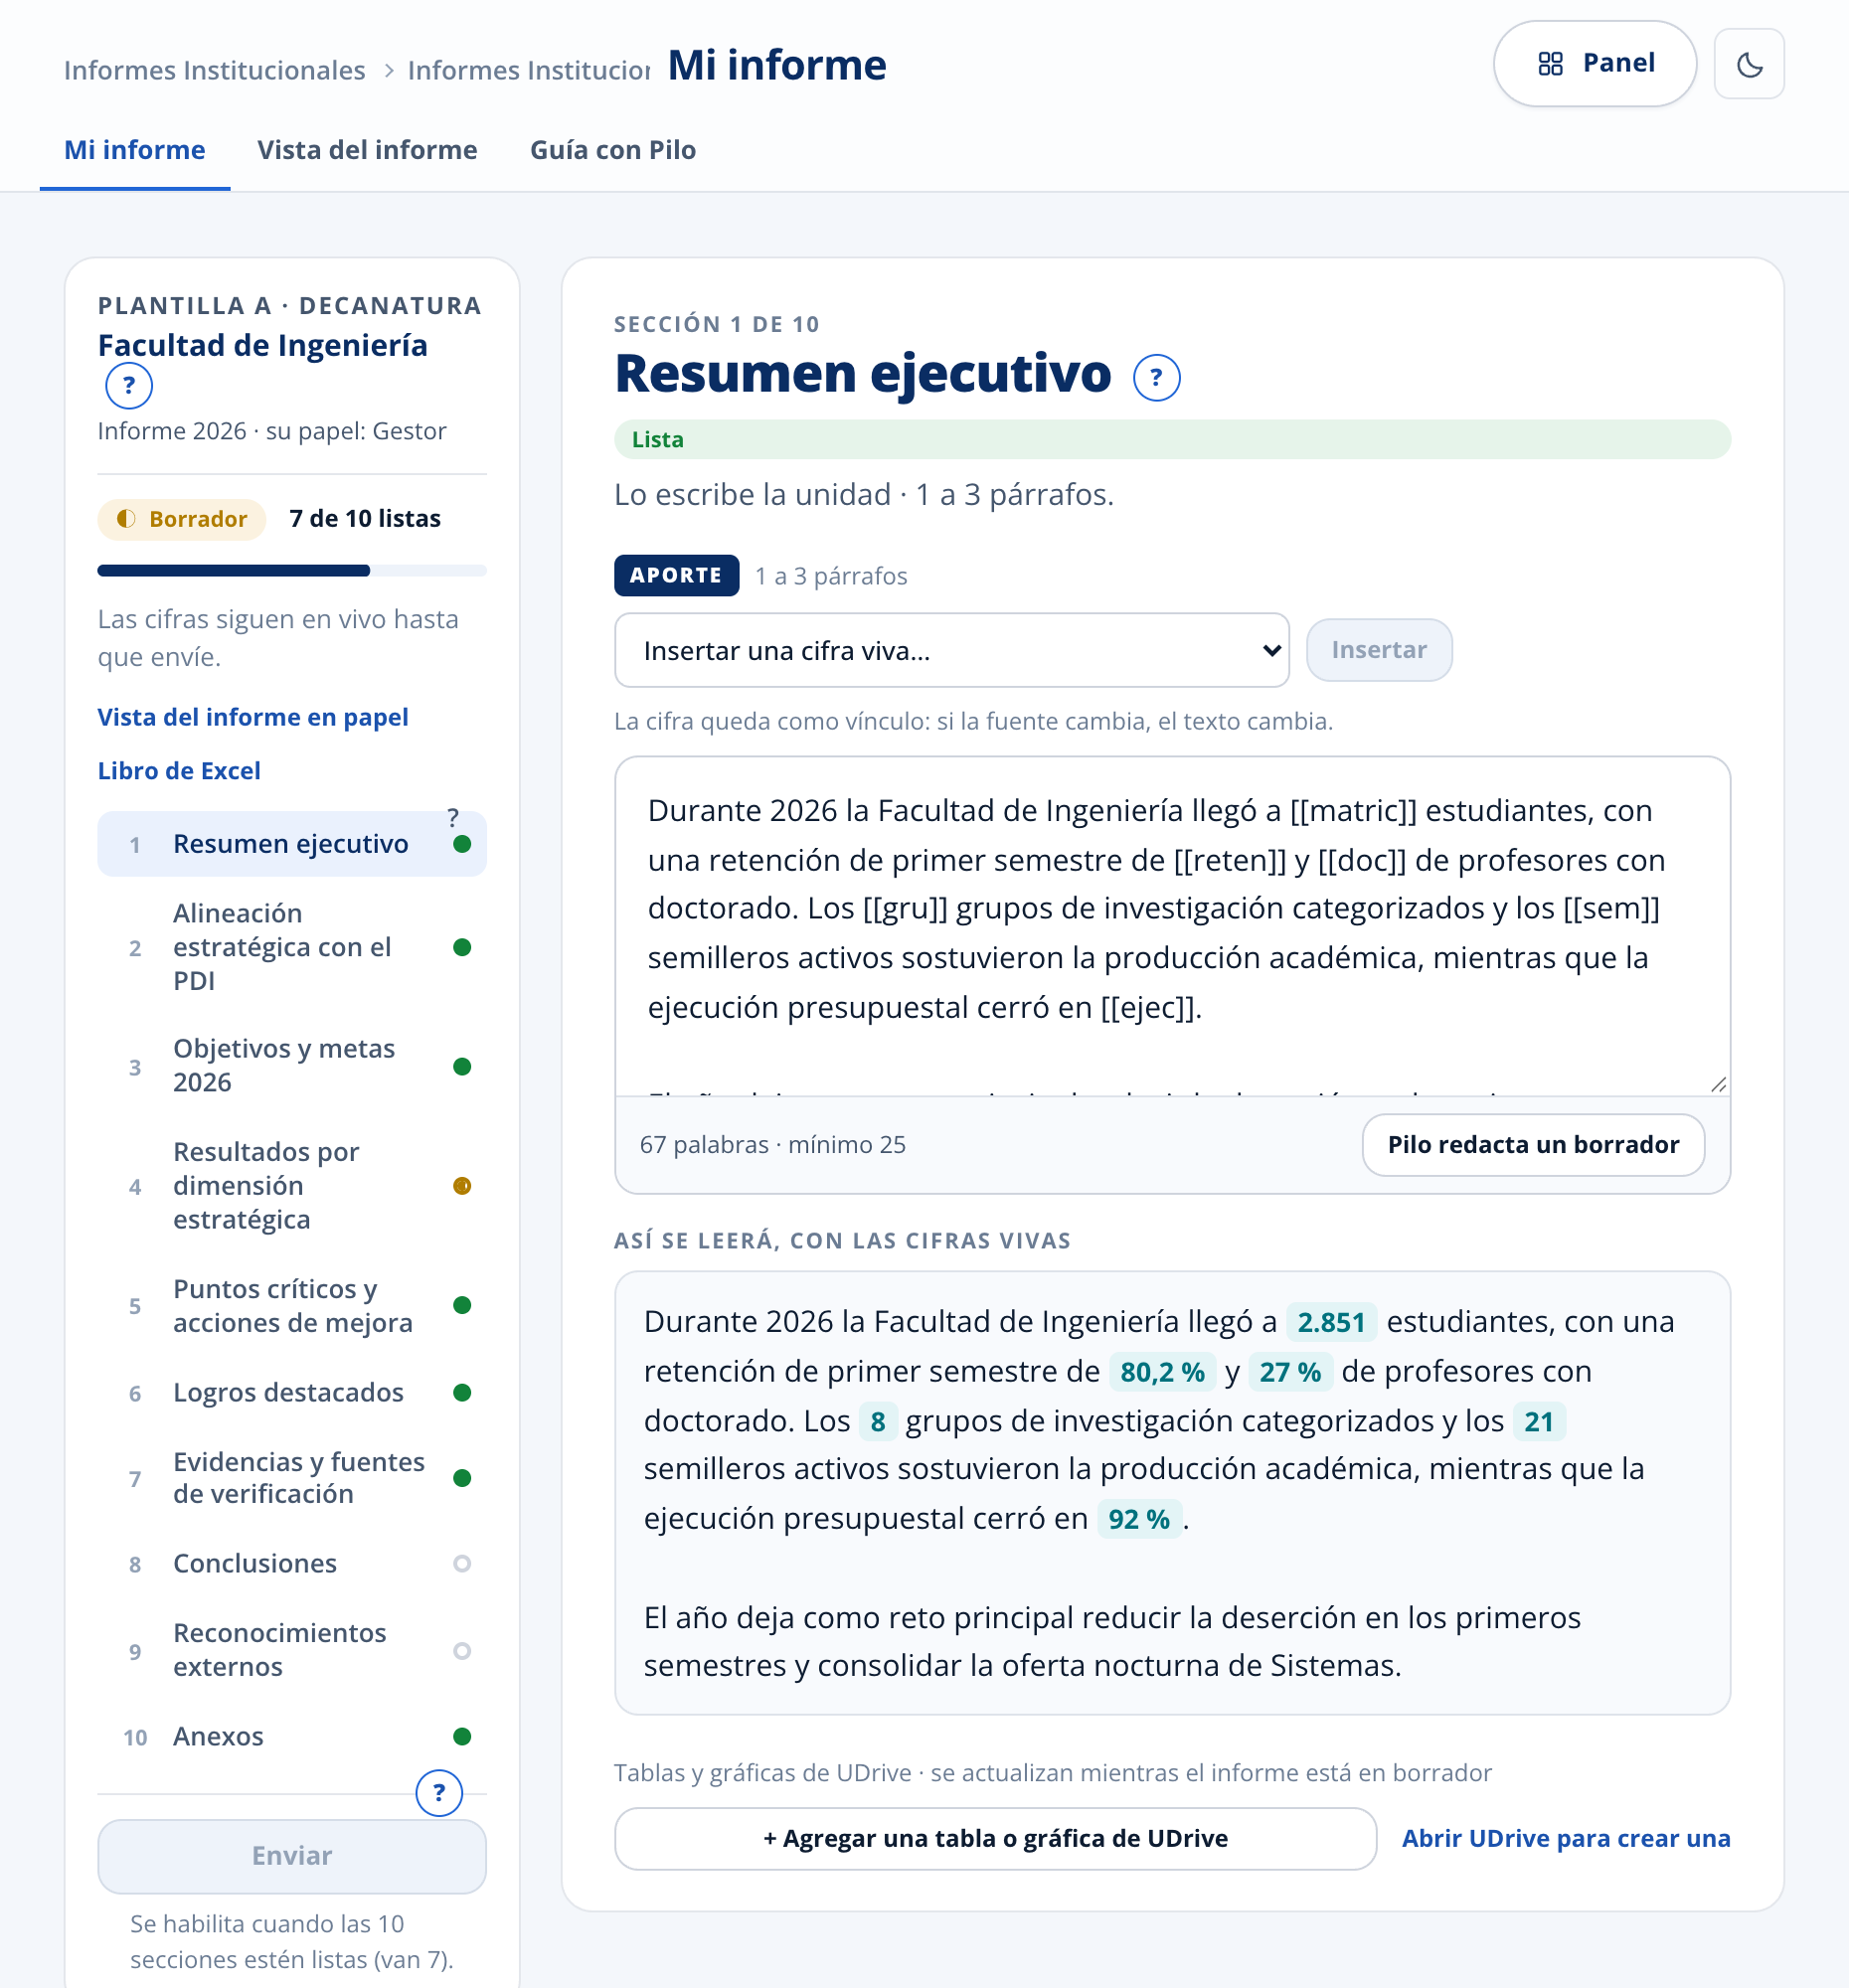 Informes Institucionales > Informes Institucior Mi informe
Panel
Mi informe
Vista del informe
Guía con Pilo
PLANTILLA A · DECANATURA
Facultad de Ingeniería
?
Informe 2026 · su papel: Gestor
Borrador
7 de 10 listas
Las cifras siguen en vivo hasta
que envíe.
Vista del informe en papel
Libro de Excel
?
1 Resumen ejecutivo
2 Alineación
estratégica con el
PDI
3 Objetivos y metas
2026
4 Resultados por
dimensión
estratégica
5 Puntos críticos y
acciones de mejora
6 Logros destacados
7 Evidencias y fuentes
de verificación
8 Conclusiones
9 Reconocimientos
externos
10 Anexos
?
Enviar
Se habilita cuando las 10
secciones estén listas (van 7).
SECCIÓN 1 DE 10
Resumen ejecutivo ?
Lista
Lo escribe la unidad · 1 a 3 párrafos.
APORTE 1 a 3 párrafos
Insertar una cifra viva...
Insertar
La cifra queda como vínculo: si la fuente cambia, el texto cambia.
Durante 2026 la Facultad de Ingeniería llegó a [[matric]] estudiantes, con
una retención de primer semestre de [[reten]] y [[doc]] de profesores con
doctorado. Los [[gru]] grupos de investigación categorizados y los [[sem]]
semilleros activos sostuvieron la producción académica, mientras que la
ejecución presupuestal cerró en [[ejec]].
67 palabras · mínimo 25
Pilo redacta un borrador
ASÍ SE LEERÁ, CON LAS CIFRAS VIVAS
Durante 2026 la Facultad de Ingeniería llegó a 2.851 estudiantes, con una
retención de primer semestre de 80,2 % y 27 % de profesores con
doctorado. Los 8 grupos de investigación categorizados y los 21
semilleros activos sostuvieron la producción académica, mientras que la
ejecución presupuestal cerró en 92 %.
El año deja como reto principal reducir la deserción en los primeros
semestres y consolidar la oferta nocturna de Sistemas.
Tablas y gráficas de UDrive · se actualizan mientras el informe está en borrador
+ Agregar una tabla o gráfica de UDrive
Abrir UDrive para crear una